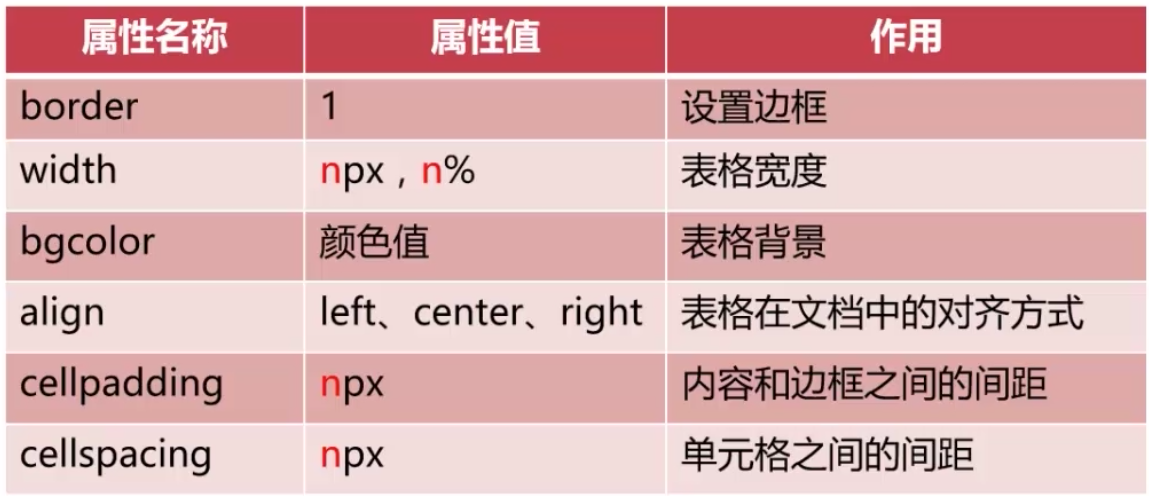 属性名称 属性值 作用
border 1 设置边框
width npx，n% 表格宽度
bgcolor 颜色值 表格背景
align left、center、right 表格在文档中的对齐方式
cellpadding npx 内容和边框之间的间距
cellspacing npx 单元格之间的间距